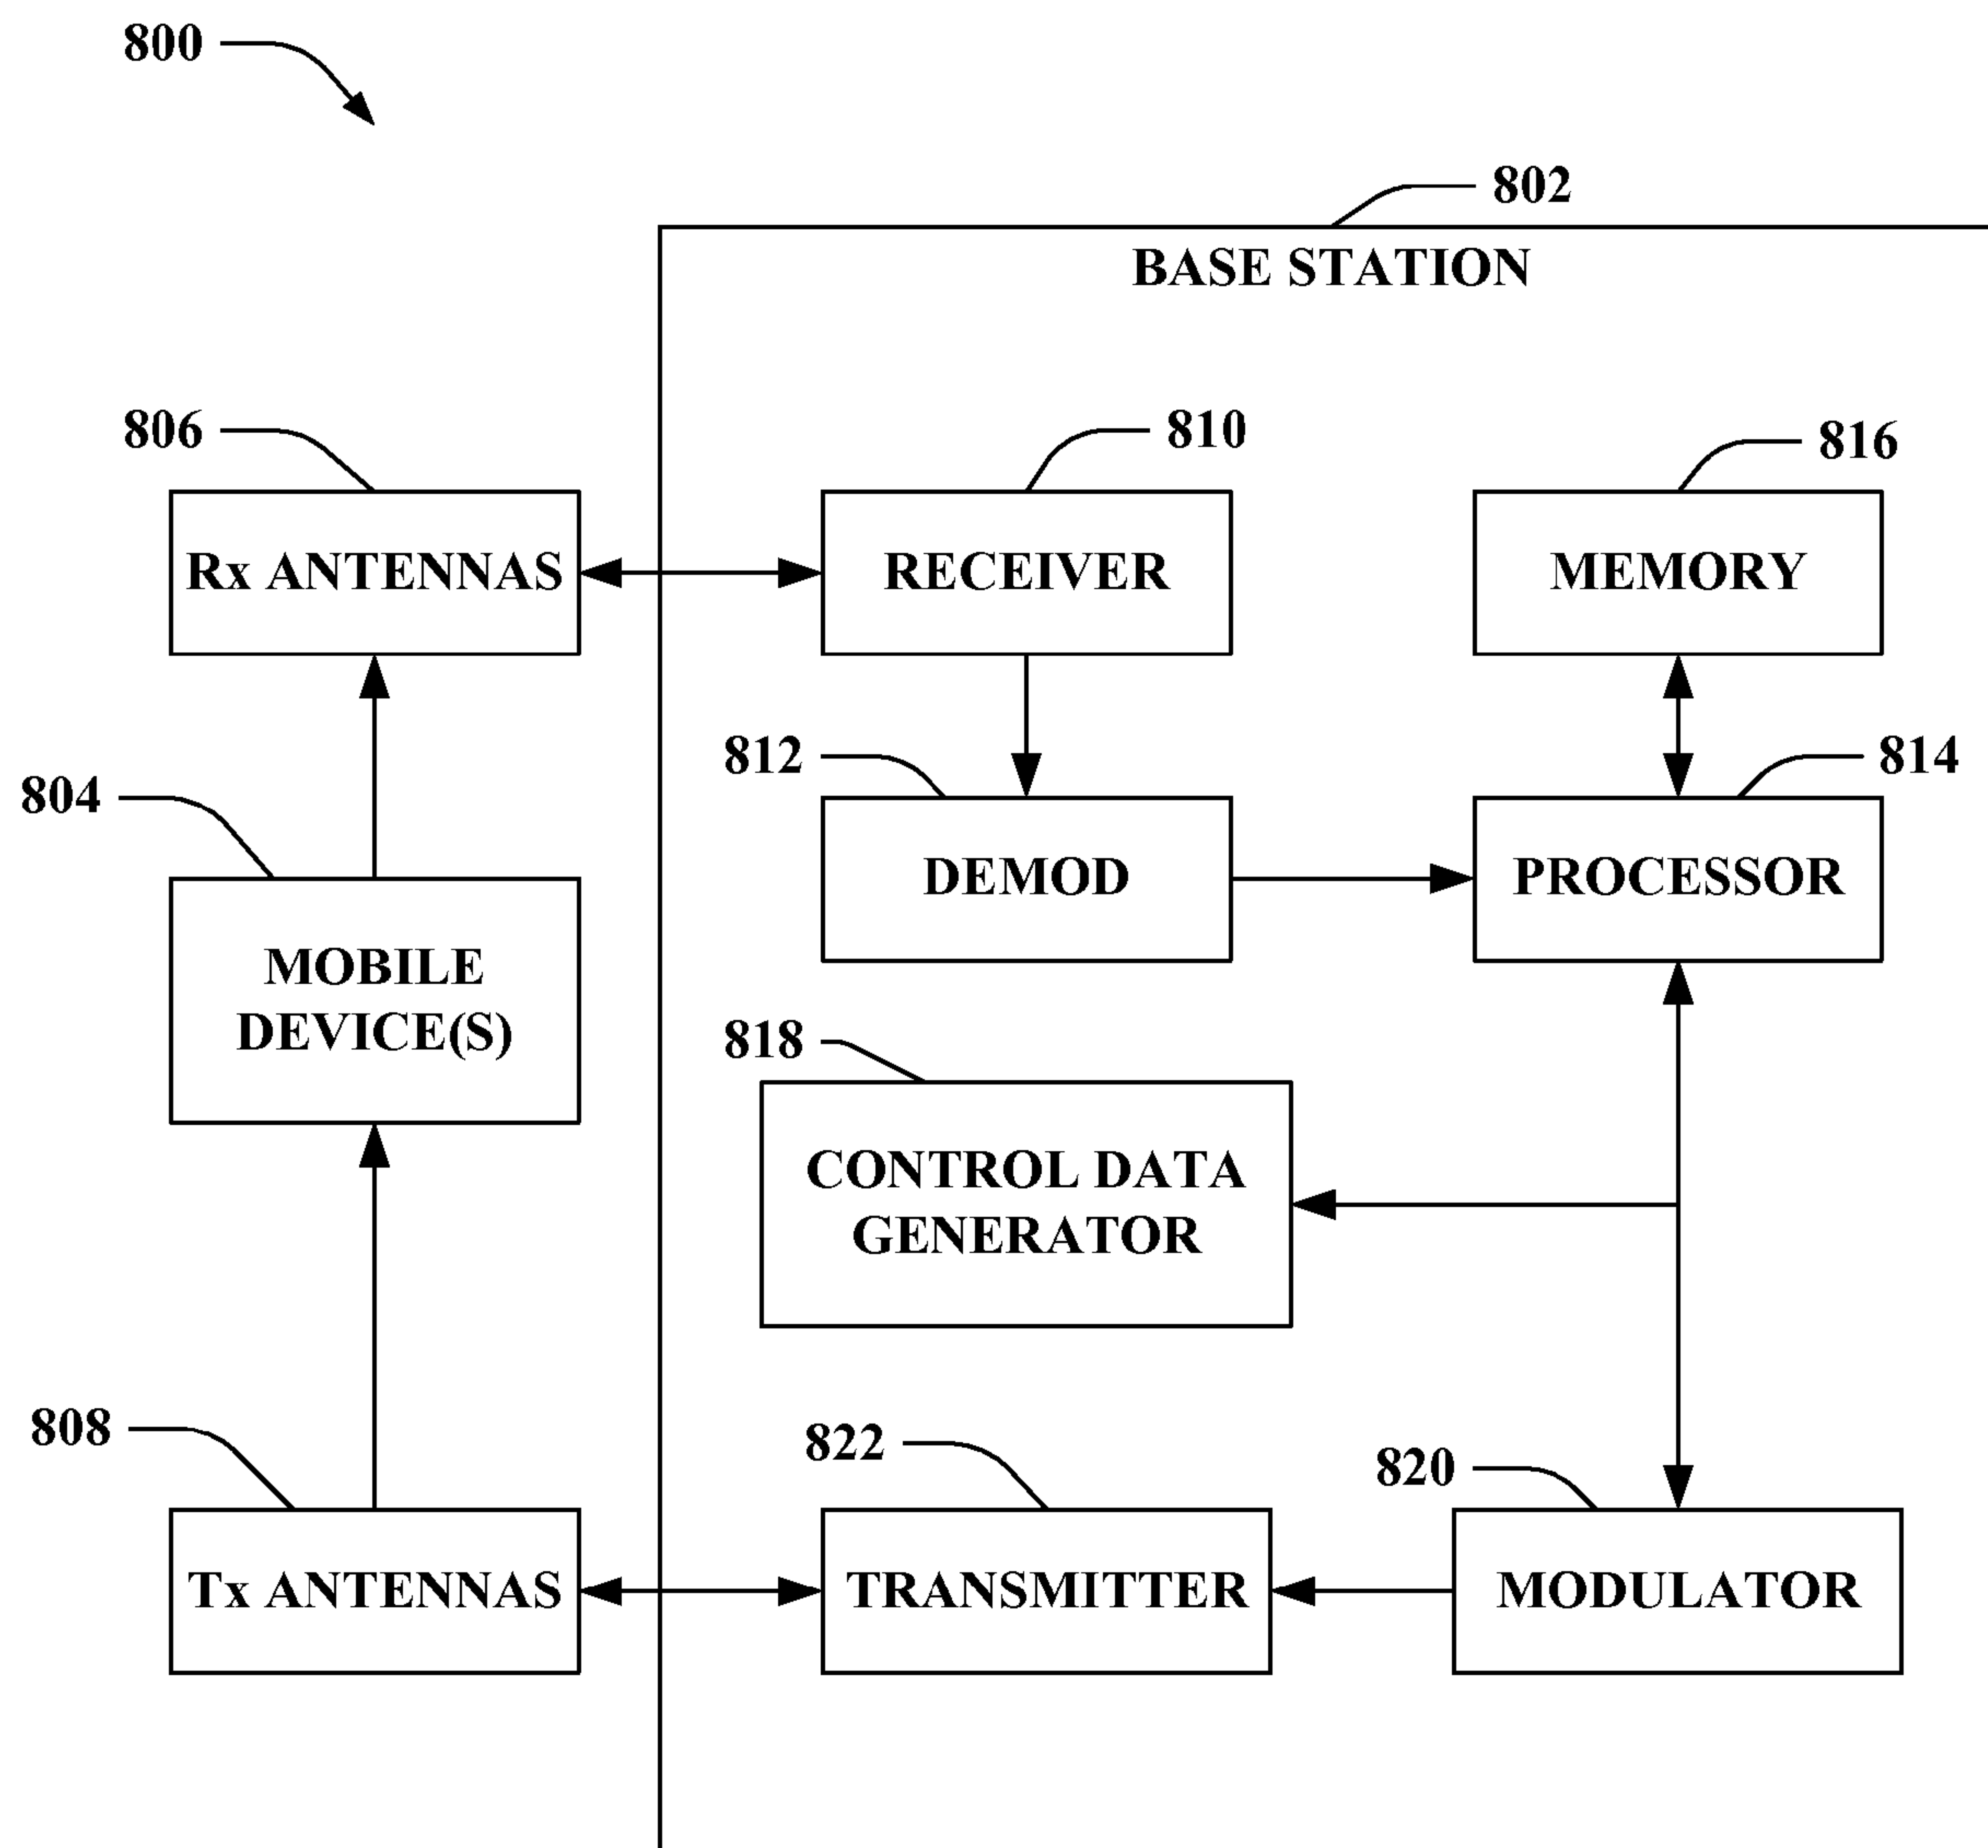 800
802
BASE STATION
806
810
816
Rx ANTENNAS
RECEIVER
MEMORY
812
814
804
DEMOD
PROCESSOR
MOBILE
DEVICE(S)
818
CONTROL DATA
GENERATOR
808
822
820
Tx ANTENNAS
TRANSMITTER
MODULATOR